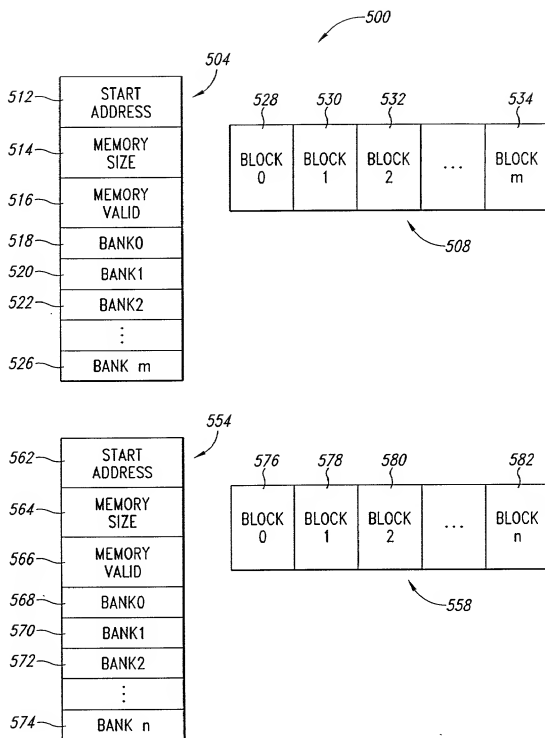 500
504
512
START
ADDRESS
514
MEMORY
SIZE
516
MEMORY
VALID
518
BANK0
520
BANK1
522
BANK2
⋮
526
BANK m
528 530 532 534
BLOCK 0
BLOCK 1
BLOCK 2
...
BLOCK m
508
554
562
START
ADDRESS
564
MEMORY
SIZE
566
MEMORY
VALID
568
BANK0
570
BANK1
572
BANK2
⋮
574
BANK n
576 578 580 582
BLOCK 0
BLOCK 1
BLOCK 2
...
BLOCK n
558